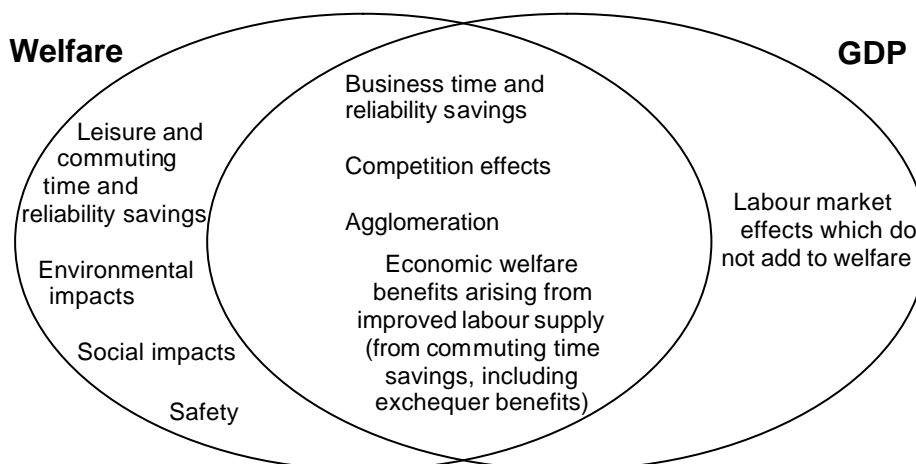 Welfare
GDP
Leisure and
commuting
time and
reliability savings
Environmental
impacts
Social impacts
Safety
Business time and
reliability savings
Competition effects
Agglomeration
Economic welfare
benefits arising from
improved labour supply
(from commuting time
savings, including
exchequer benefits)
Labour market
effects which do
not add to welfare